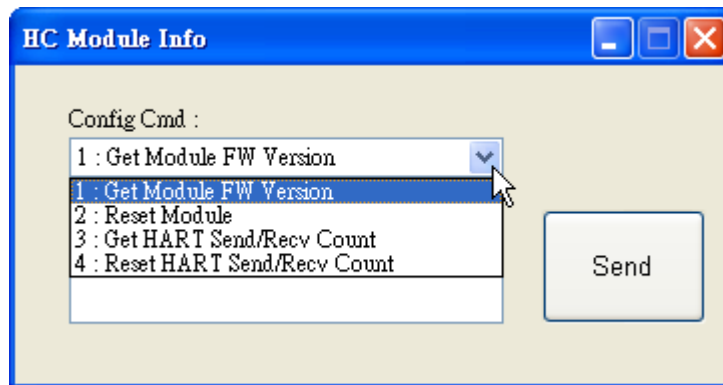 HC Module Info
Config Cmd :
1 : Get Module FW Version
1 : Get Module FW Version
2 : Reset Module
3 : Get HART Send/Recv Count
4 : Reset HART Send/Recv Count
Send